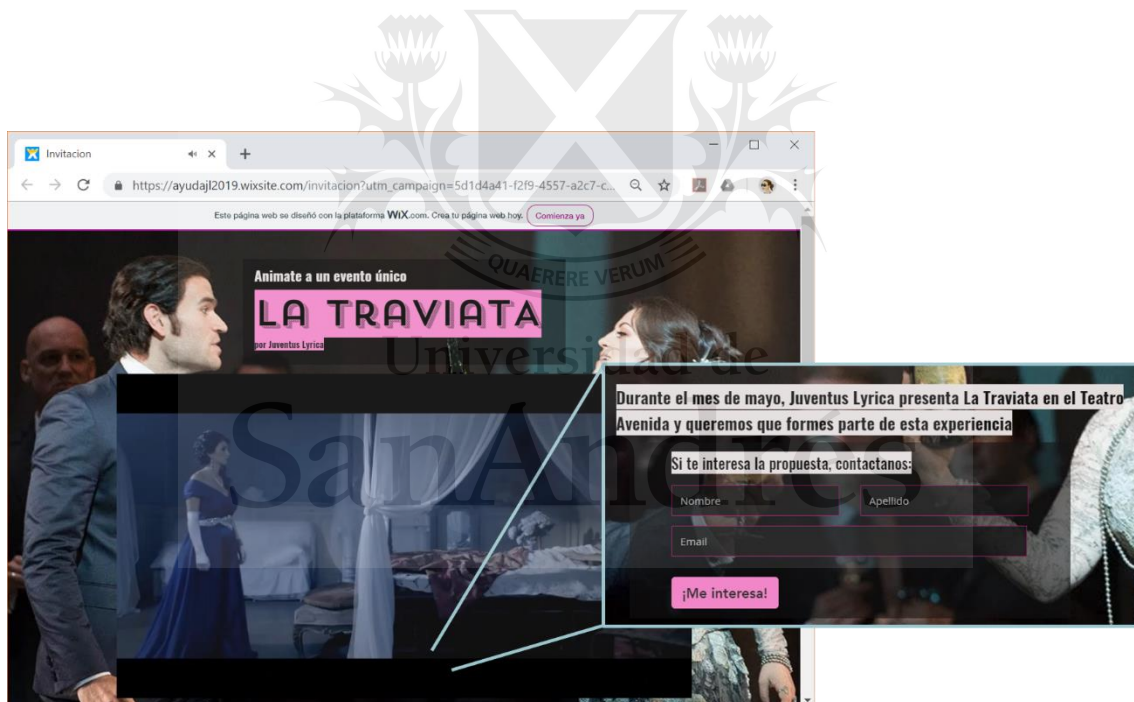 Invitacion
https://ayudajl2019.wixsite.com/invitacion?utm_campaign=5d1d4a41-f2f9-4557-a2c7-c...
Este página web se diseñó con la plataforma WiX.com. Crea tu página web hoy. Comienza ya
Animate a un evento único
LA TRAVIATA
por Juventus Lyrica
QUAERERE VERUM
Universidad de
SanAndrés
Durante el mes de mayo, Juventus Lyrica presenta La Traviata en el Teatro
Avenida y queremos que formes parte de esta experiencia
Si te interesa la propuesta, contactanos:
Nombre Apellido
Email
¡Me interesa!